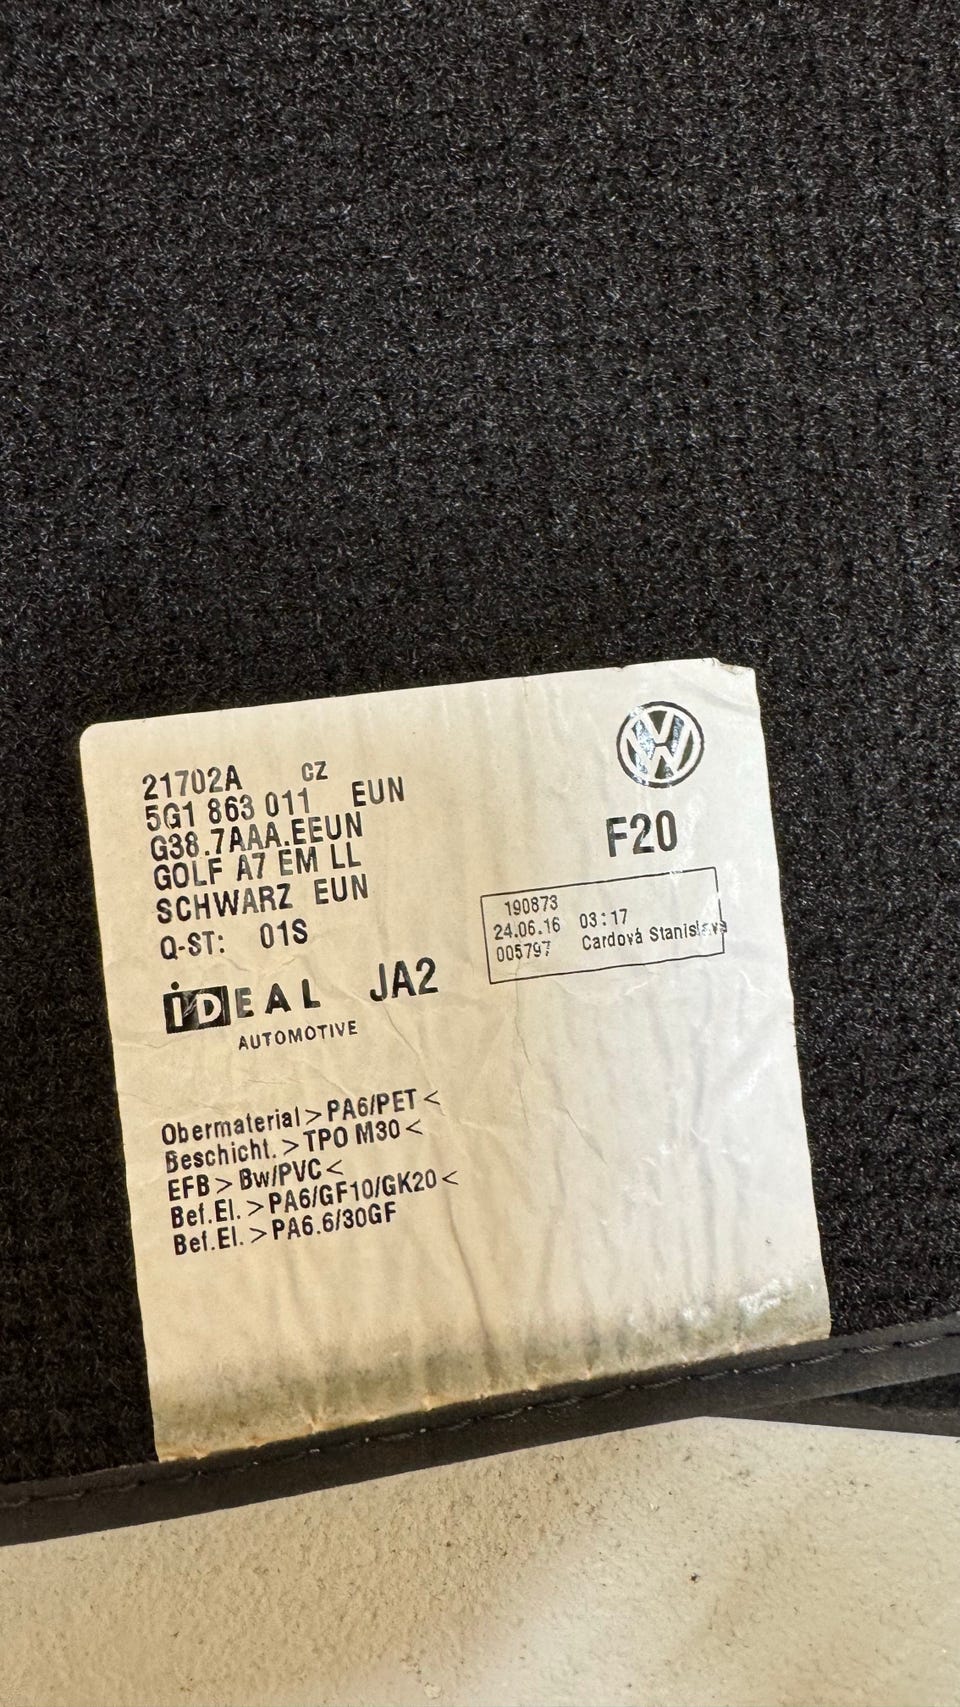 21702A CZ
5G1 863 011 EUN
G38.7AAA.EEUN
GOLF A7 EM LL
SCHWARZ EUN
Q-ST: 01S
iDEAL JA2
AUTOMOTIVE
VW
F20
190873
24.06.16 03:17
005797 Cardová Stanislava
Obermaterial>PA6/PET<
Beschicht.>TPO M30<
EFB>Bw/PVC<
Bef.El.>PA6/GF10/GK20<
Bef.El.>PA6.6/30GF